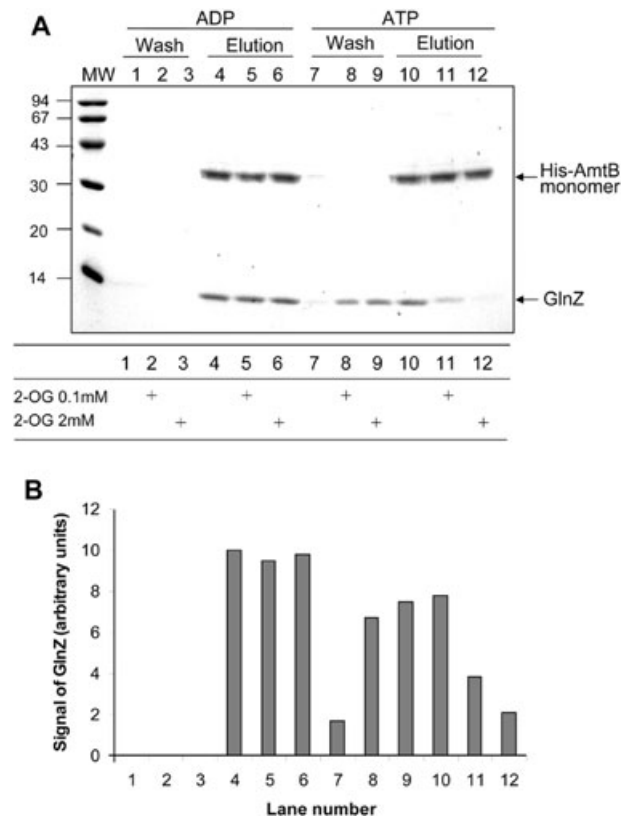 A
ADP ATP
Wash Elution Wash Elution
MW 1 2 3 4 5 6 7 8 9 10 11 12
94
67
43
30
20
14
His-AmtB
monomer
GlnZ
1 2 3 4 5 6 7 8 9 10 11 12
2-OG 0.1mM + + + +
2-OG 2mM + + + +
B
Signal of GlnZ (arbitrary units)
12
10
8
6
4
2
0
1 2 3 4 5 6 7 8 9 10 11 12
Lane number